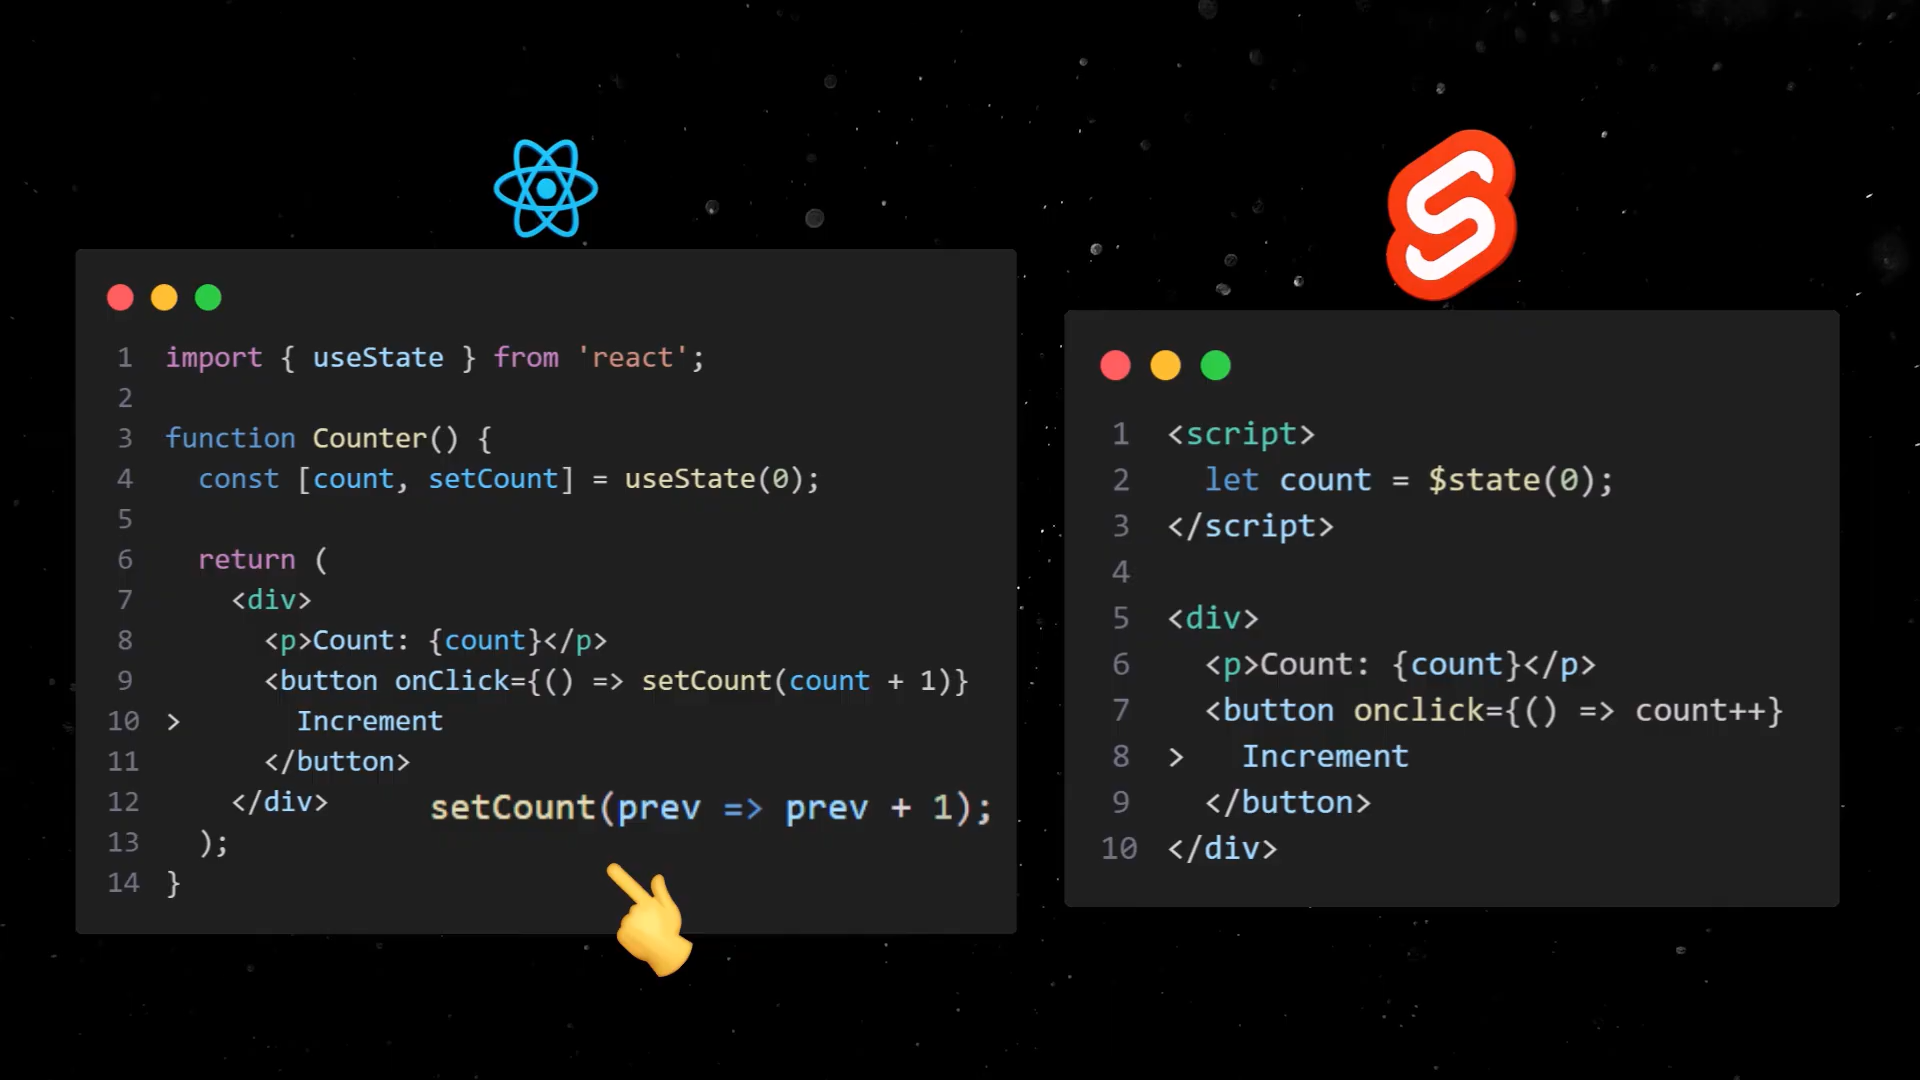 1 import { useState } from 'react';
2
3 function Counter() {
4   const [count, setCount] = useState(0);
5
6   return (
7     <div>
8       <p>Count: {count}</p>
9       <button onClick={() => setCount(count + 1)}
10 >       Increment
11       </button>
12     </div>
13   );
14 }
setCount(prev => prev + 1);
1 <script>
2   let count = $state(0);
3 </script>
4
5 <div>
6   <p>Count: {count}</p>
7   <button onclick={() => count++}
8 >   Increment
9   </button>
10 </div>